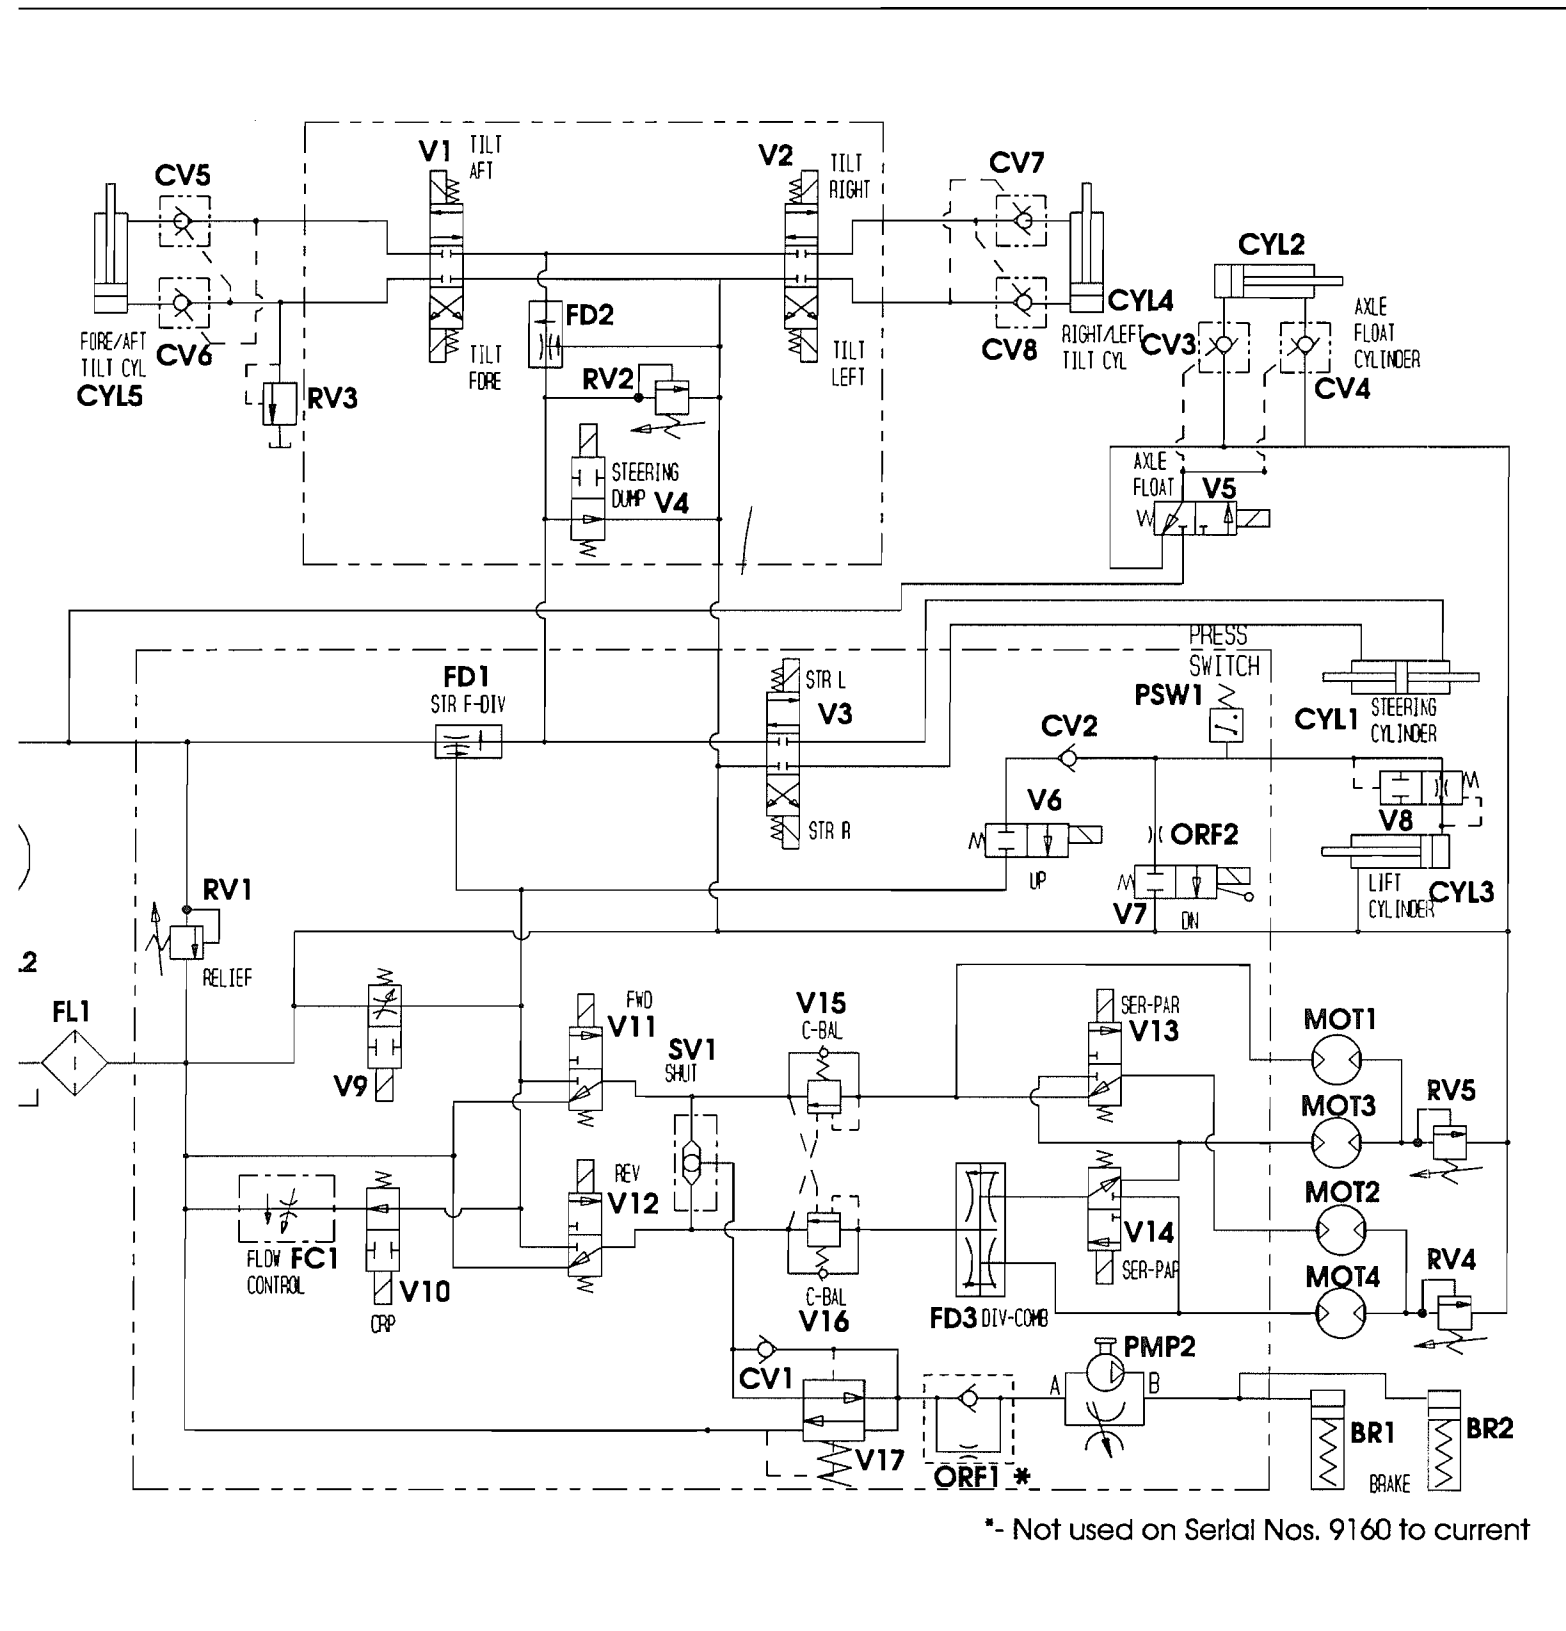 V1
TILT
AFT
V2
TILT
RIGHT
CV5
CV7
CYL2
FD2
CYL4
FORE/AFT
TILT CYL
CYL5
CV6
RV3
TILT
FORE
RV2
TILT
LEFT
CV8
RIGHT/LEFT
TILT CYL
CV3
AXLE
FLOAT
CYLINDER
CV4
STEERING
DUMP V4
AXLE
FLOAT
V5
PRESS
SWITCH
PSW1
FD1
STR F-DIV
STR L
V3
CV2
CYL1
STEERING
CYLINDER
V6
V8
STR R
ORF2
UP
V7
DN
LIFT
CYLINDER
CYL3
RV1
.2
RELIEF
FL1
V9
FWD
V11
SV1
SHUT
V15
C-BAL
SER-PAR
V13
MOT1
MOT3
RV5
REV
V12
V14
SER-PAR
MOT2
MOT4
RV4
FLOW FC1
CONTROL
V10
ORP
C-BAL
V16
FD3 DIV-COMB
CV1
PMP2
A
B
V17
ORF1 *
BR1
BR2
BRAKE
*- Not used on Serial Nos. 9160 to current